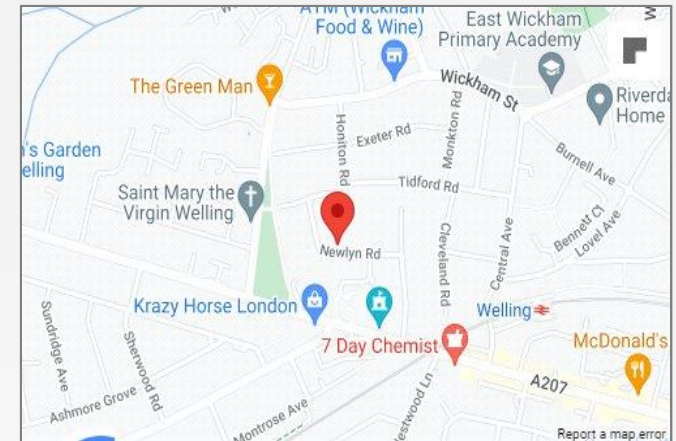 ATM (Wickham
Food & Wine)
East Wickham
Primary Academy
The Green Man
Wickham St
Riverda
Home
Honiton Rd
Exeter Rd
Monkton Rd
Burnell Ave
's Garden
elling
Saint Mary the
Virgin Welling
Tidford Rd
Bennett Cl
Lovel Ave
Newlyn Rd
Cleveland Rd
Central Ave
Krazy Horse London
Welling
7 Day Chemist
McDonald's
Sundridge Ave
Sherwood Rd
A207
Ashmore Grove
Montrose Ave
estwood Ln
Report a map error